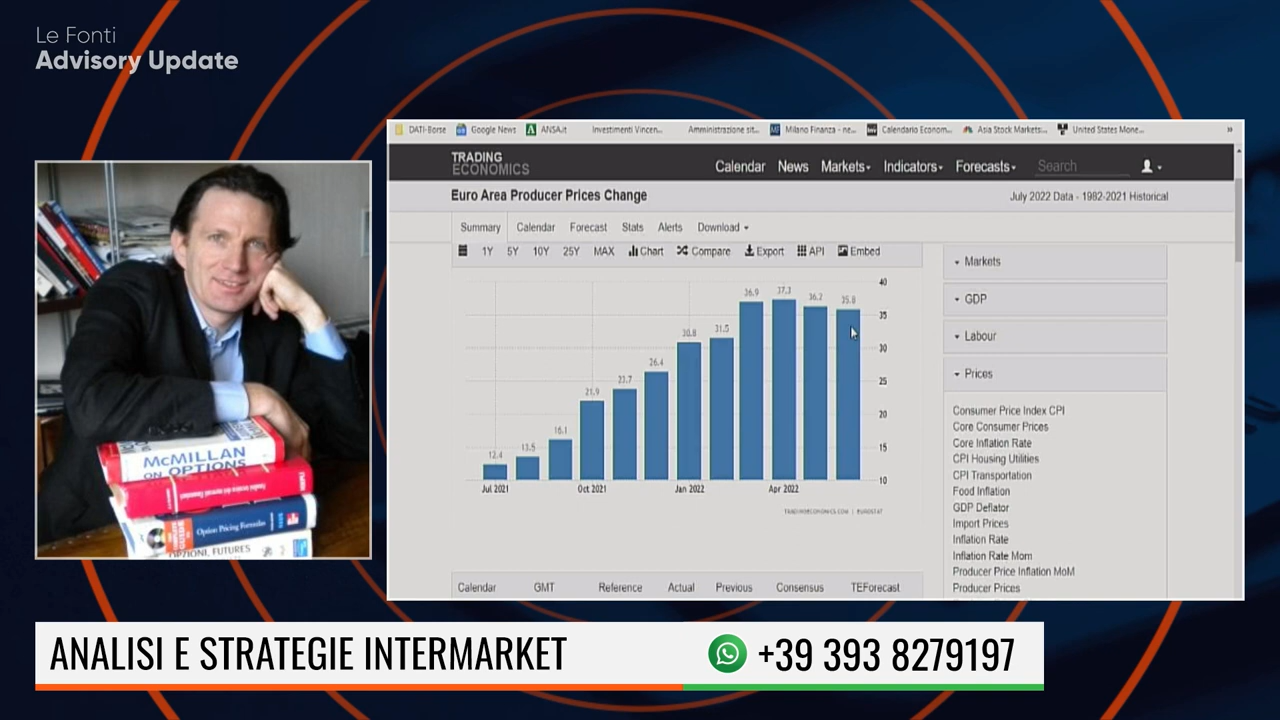 Le Fonti
Advisory Update
DATI-Borse Google News ANSA.it Investimenti Vincen... Amministrazione sit... Milano Finanza - ne... Calendario Econom... Asia Stock Markets... United States Mone... »
TRADING
ECONOMICS
Calendar News Markets Indicators Forecasts Search
Euro Area Producer Prices Change
July 2022 Data - 1982-2021 Historical
Summary Calendar Forecast Stats Alerts Download
1Y 5Y 10Y 25Y MAX Chart Compare Export API Embed
12.4 13.5 16.1 21.9 23.7 26.4 30.8 31.5 36.9 37.3 36.2 35.8
40
35
30
25
20
15
10
Jul 2021 Oct 2021 Jan 2022 Apr 2022
TRADINGECONOMICS.COM | EUROSTAT
Calendar GMT Reference Actual Previous Consensus TEForecast
Markets
GDP
Labour
Prices
Consumer Price Index CPI
Core Consumer Prices
Core Inflation Rate
CPI Housing Utilities
CPI Transportation
Food Inflation
GDP Deflator
Import Prices
Inflation Rate
Inflation Rate Mom
Producer Price Inflation MoM
Producer Prices
MCMILLAN
ON OPTIONS
Option Pricing Formulas
OPZIONI, FUTURES
ANALISI E STRATEGIE INTERMARKET
+39 393 8279197